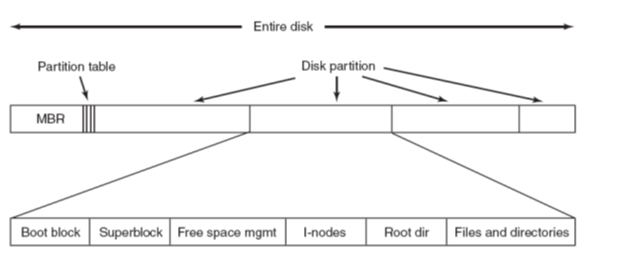 Entire disk
Partition table
Disk partition
MBR
Boot block
Superblock
Free space mgmt
I-nodes
Root dir
Files and directories